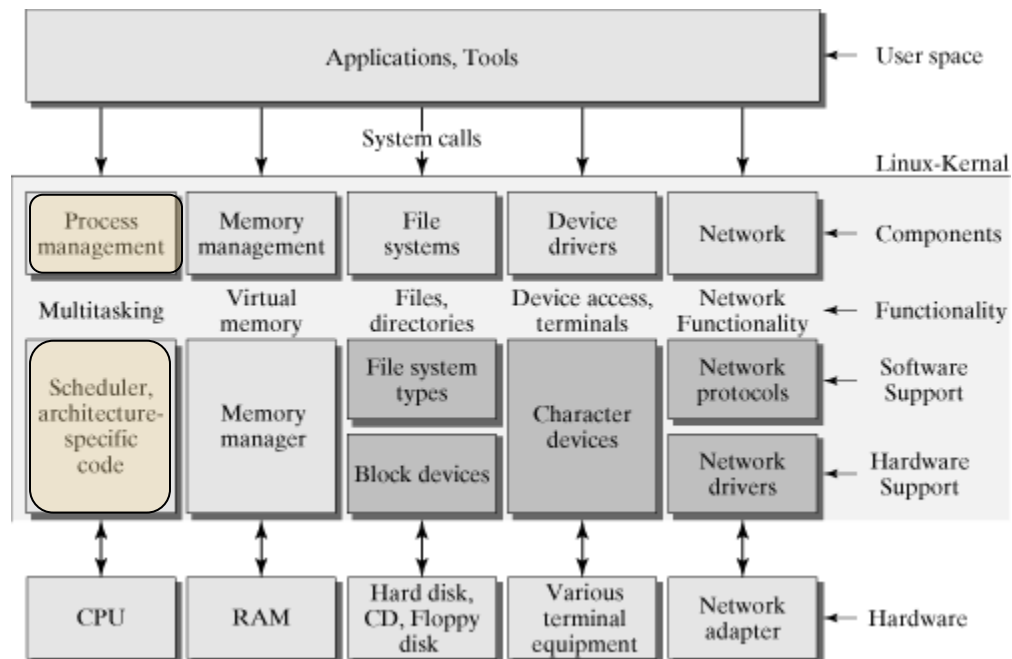 Applications, Tools
User space
System calls
Linux-Kernal
Process
management
Memory
management
File
systems
Device
drivers
Network
Components
Multitasking
Virtual
memory
Files,
directories
Device access,
terminals
Network
Functionality
Functionality
Scheduler,
architecture-
specific
code
Memory
manager
File system
types
Block devices
Character
devices
Network
protocols
Network
drivers
Software
Support
Hardware
Support
CPU
RAM
Hard disk,
CD, Floppy
disk
Various
terminal
equipment
Network
adapter
Hardware